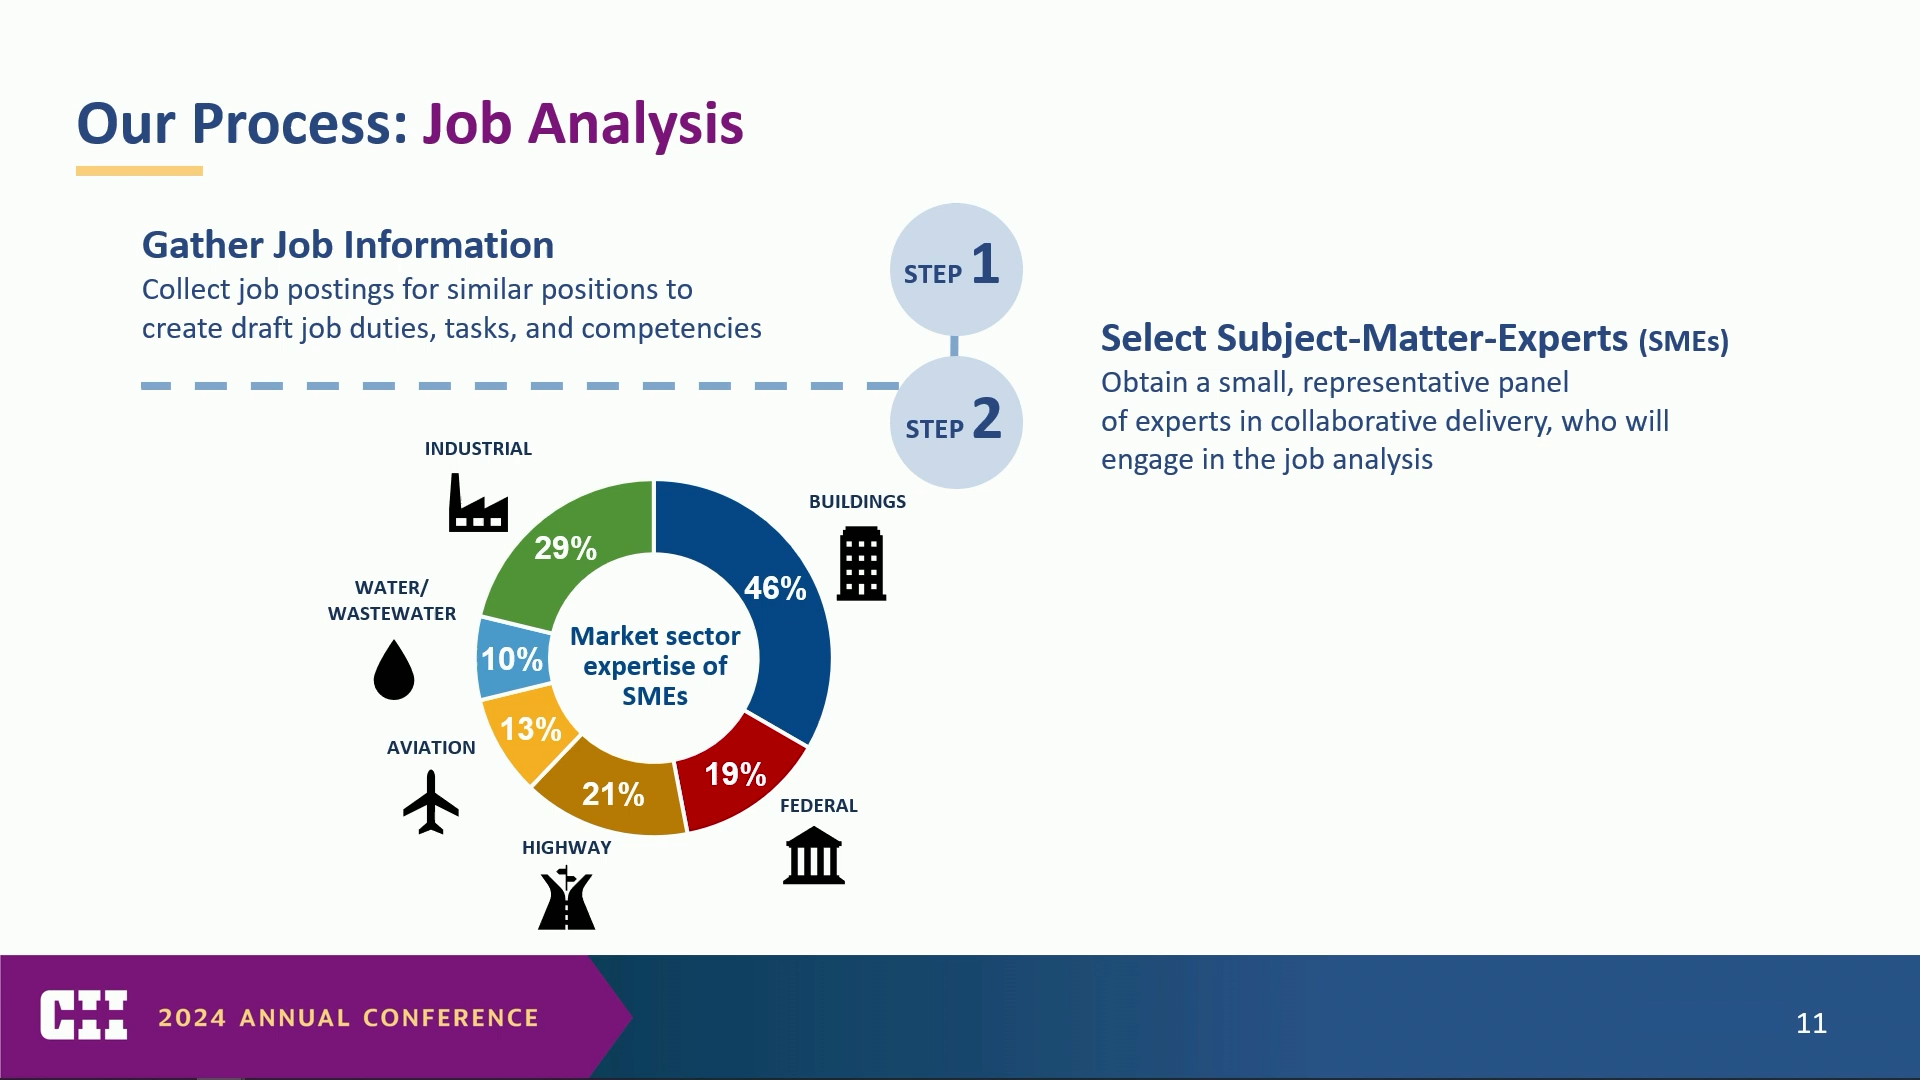 Our Process: Job Analysis
Gather Job Information
Collect job postings for similar positions to
create draft job duties, tasks, and competencies
STEP 1
Select Subject-Matter-Experts (SMEs)
Obtain a small, representative panel
of experts in collaborative delivery, who will
engage in the job analysis
STEP 2
INDUSTRIAL
BUILDINGS
29%
46%
WATER/
WASTEWATER
10%
Market sector
expertise of
SMEs
13%
AVIATION
19%
21%
FEDERAL
HIGHWAY
CII
2024 ANNUAL CONFERENCE
11